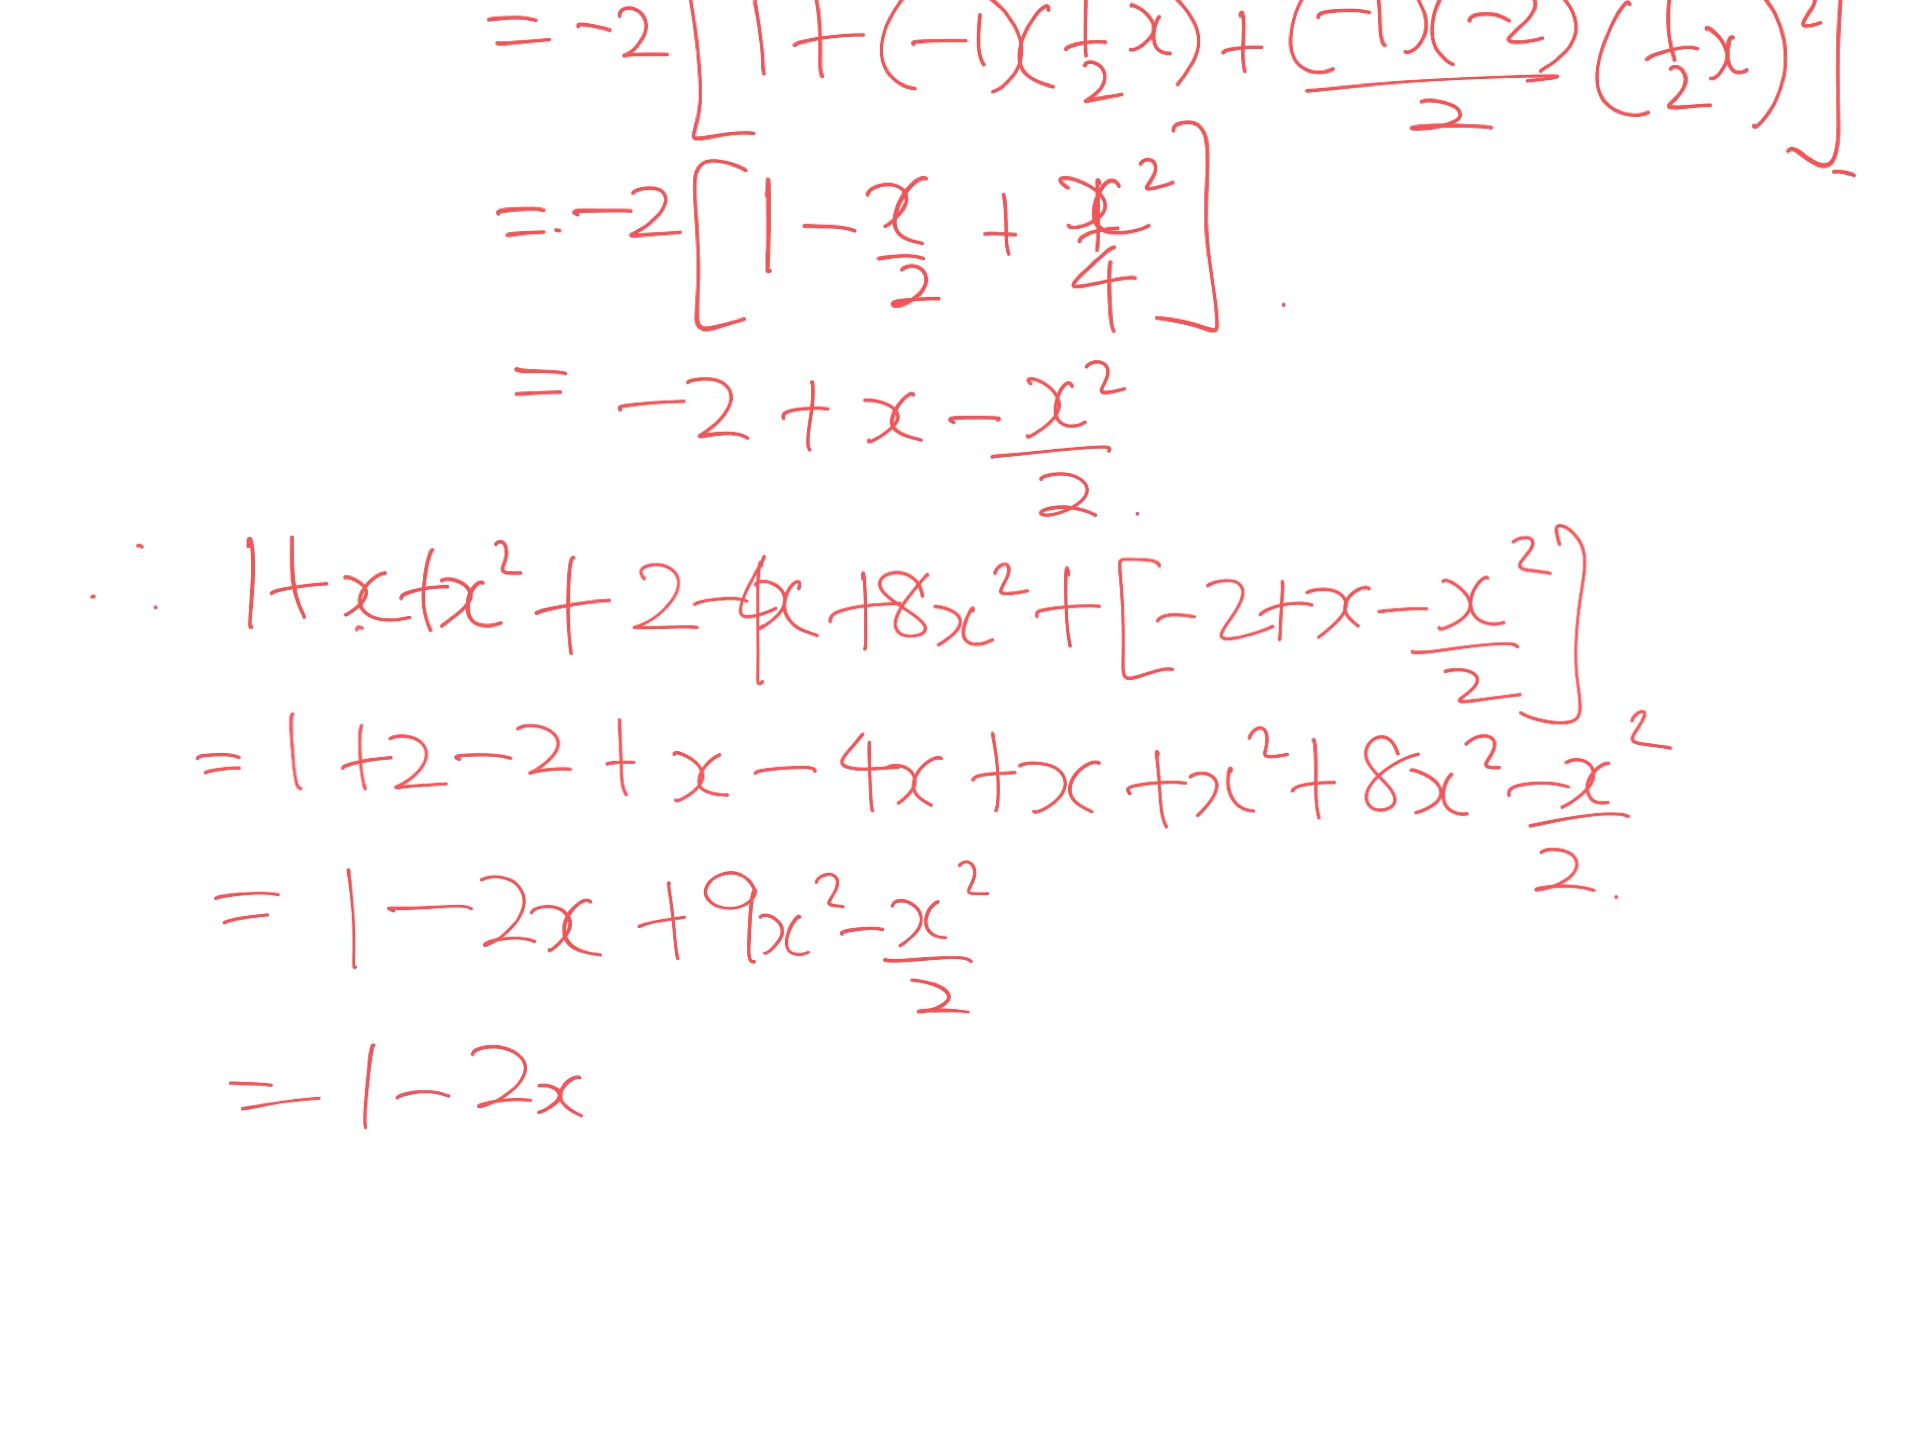 = -2[1 + (-1)(1/2 x) + (-1)(-2)/2 (1/2 x)²]
= -2[1 - x/2 + x²/4]
= -2 + x - x²/2
∴ 1 + x + x² + 2 - 4x + 8x² + [-2 + x - x²/2]
= 1 + 2 - 2 + x - 4x + x + x² + 8x² - x²/2
= 1 - 2x + 9x² - x²/2
= 1 - 2x